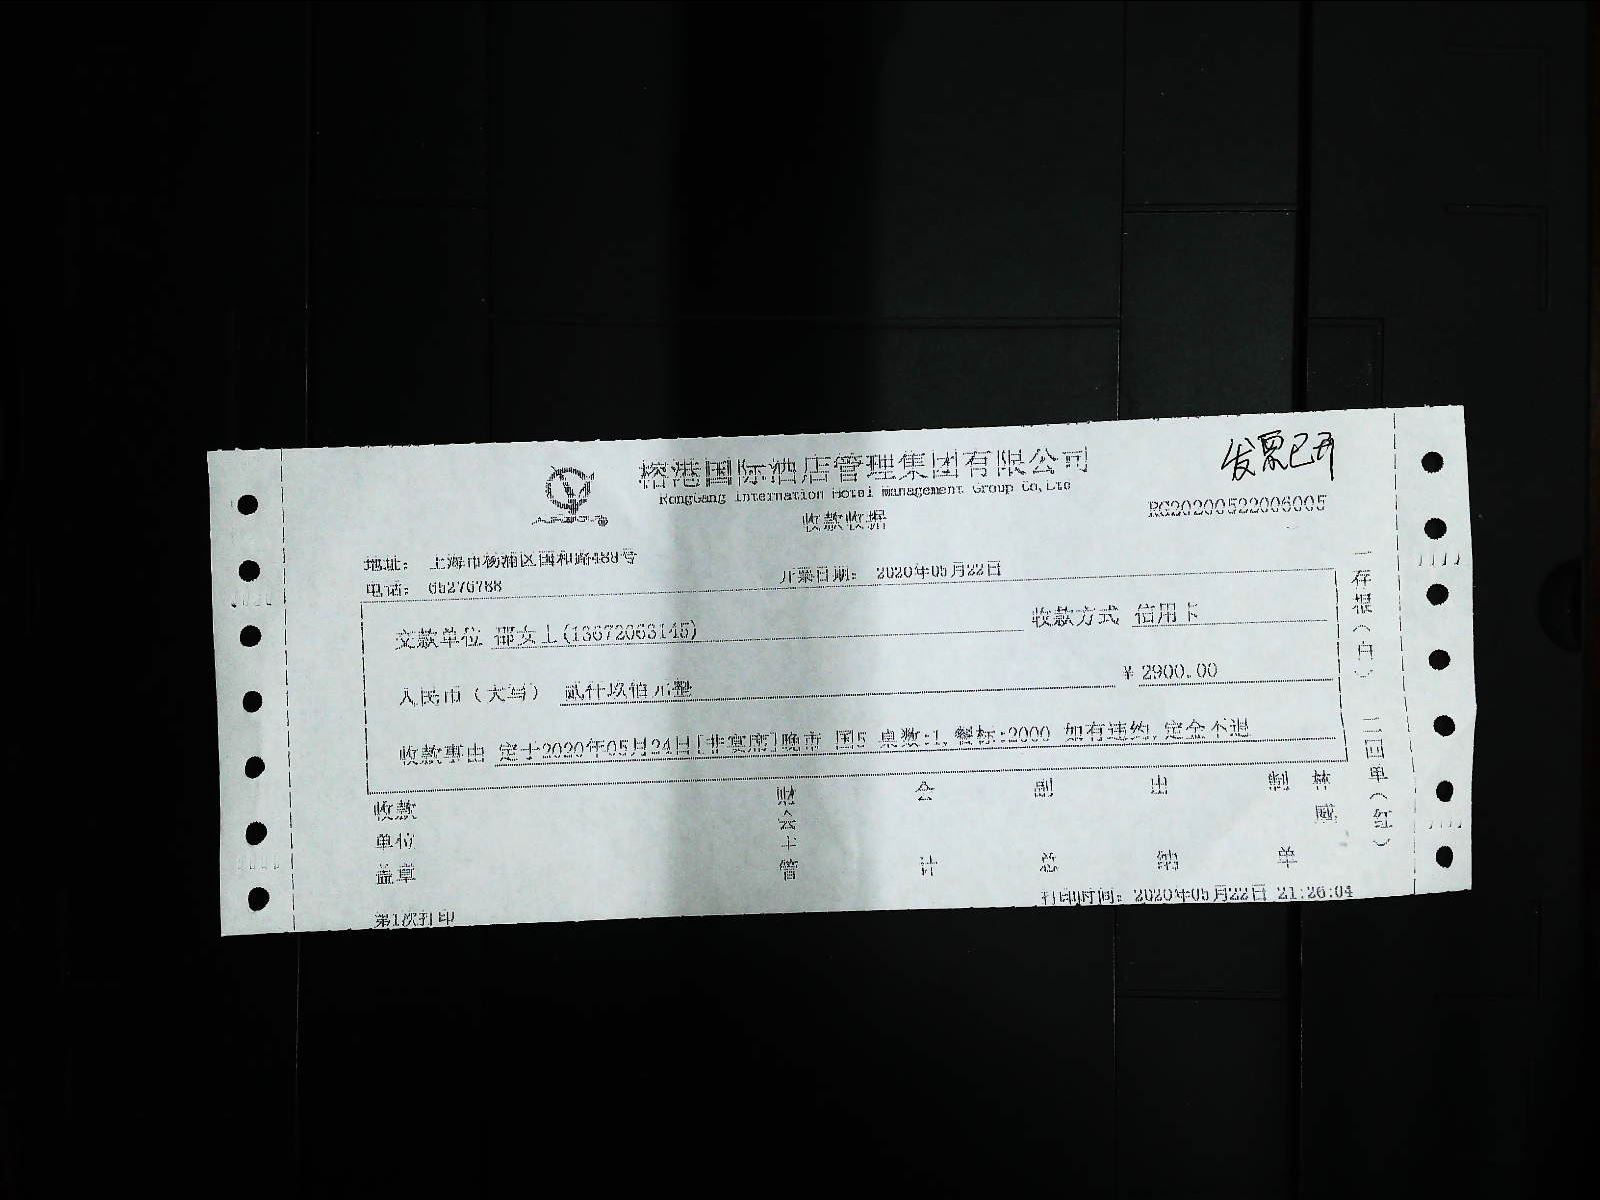 发票已开
榕港国际酒店管理集团有限公司
RongGang Internation Hotel Management Group Co,Ltd
收款收据
RG20200522006005
地址： 上海市杨浦区国和路488号
电话： 65276788
开票日期： 2020年05月22日
交款单位 邵女士(13672063145)
收款方式 信用卡
人民币（大写） 贰仟玖佰元整
￥ 2900.00
收款事由 定于2020年05月24日[非宴席]晚市 国5 桌数:1,餐标:2000 如有违约,定金不退
收款单位盖章
财会主管
会计
副总
出纳
制单
林威
一存根（白） 二回单（红）
第1次打印
打印时间： 2020年05月22日 21:26:04